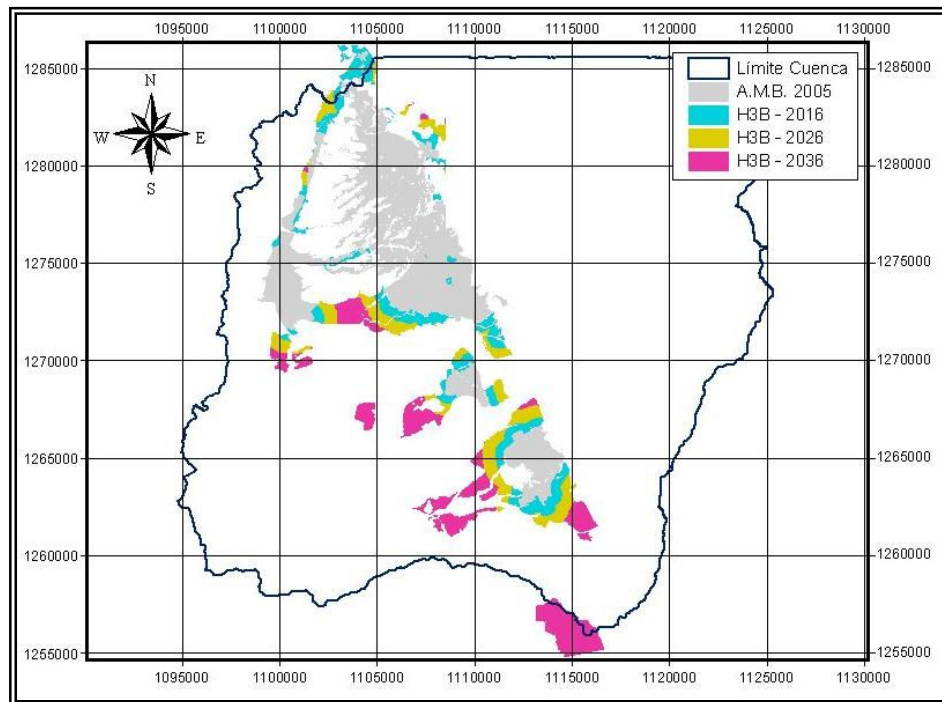 1095000 1100000 1105000 1110000 1115000 1120000 1125000 1130000
1285000 1285000
Límite Cuenca
A.M.B. 2005
H3B - 2016
H3B - 2026
H3B - 2036
N
W E
S
1280000 1280000
1275000 1275000
1270000 1270000
1265000 1265000
1260000 1260000
1255000 1255000
1095000 1100000 1105000 1110000 1115000 1120000 1125000 1130000